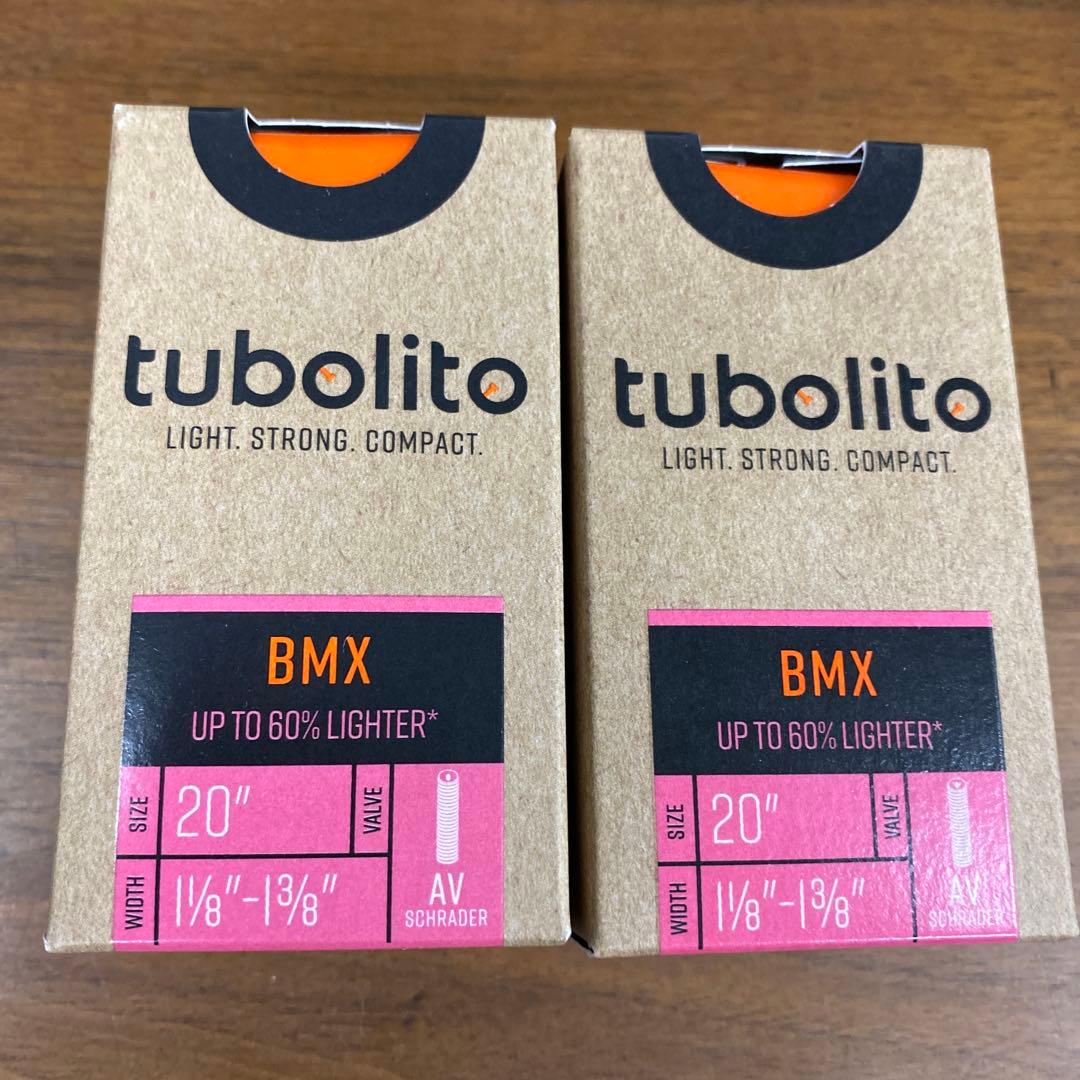 tubolito
LIGHT. STRONG. COMPACT.
BMX
UP TO 60% LIGHTER*
SIZE
20"
VALVE
WIDTH
1 1/8"-1 3/8"
AV
SCHRADER
tubolito
LIGHT. STRONG. COMPACT.
BMX
UP TO 60% LIGHTER*
SIZE
20"
VALVE
WIDTH
1 1/8"-1 3/8"
AV
SCHRADER